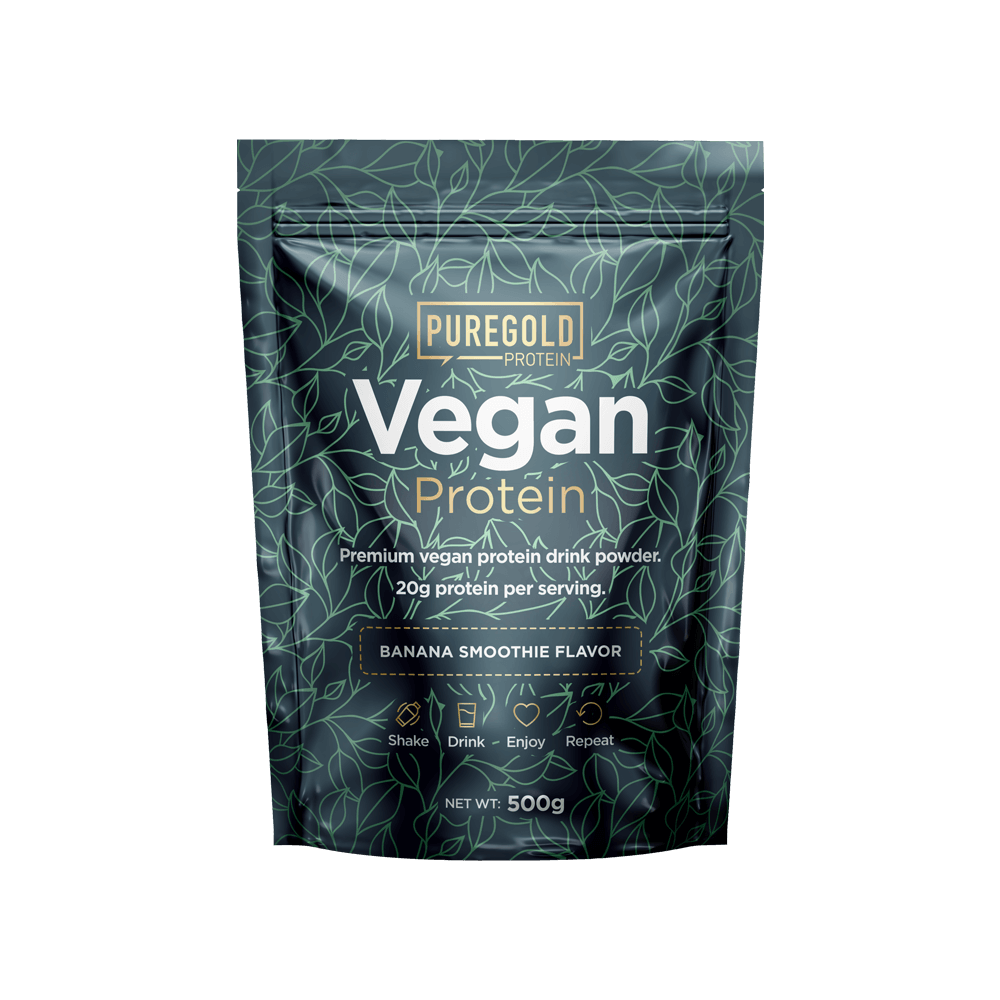 PUREGOLD
PROTEIN
Vegan
Protein
Premium vegan protein drink powder.
20g protein per serving.
BANANA SMOOTHIE FLAVOR
Shake Drink Enjoy Repeat
NET WT: 500g